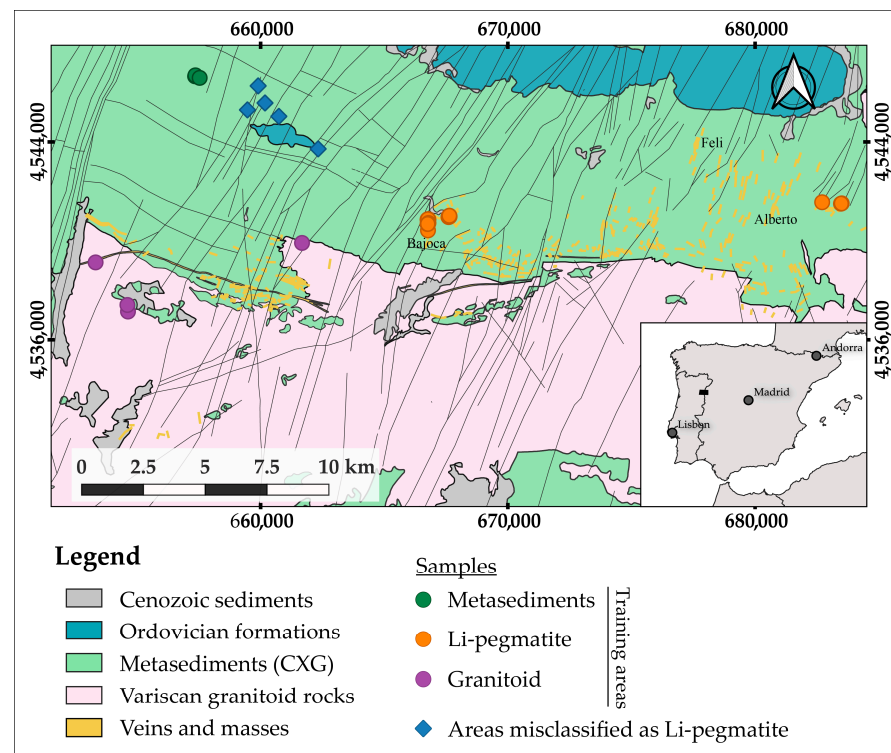 660,000 670,000 680,000
4,544,000 4,544,000
Feli
Alberto
Bajoca
4,536,000 4,536,000
Andorra
Madrid
Lisbon
0 2.5 5 7.5 10 km
660,000 670,000 680,000
Legend
Cenozoic sediments
Ordovician formations
Metasediments (CXG)
Variscan granitoid rocks
Veins and masses
Samples
Metasediments
Li-pegmatite
Granitoid
Training areas
Areas misclassified as Li-pegmatite